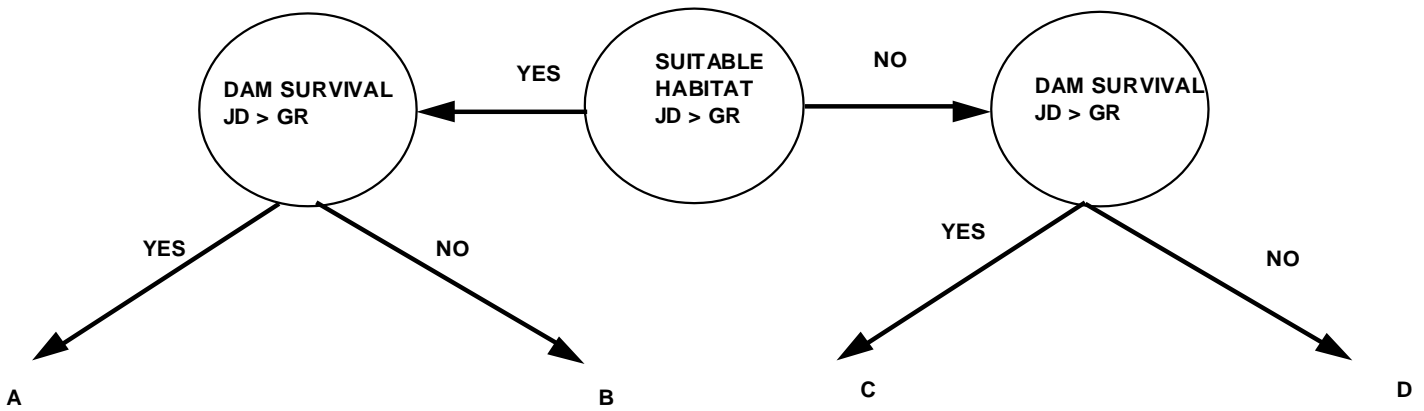 DAM SURVIVAL
JD > GR
YES
SUITABLE
HABITAT
JD > GR
NO
DAM SURVIVAL
JD > GR
YES
NO
YES
NO
A
B
C
D